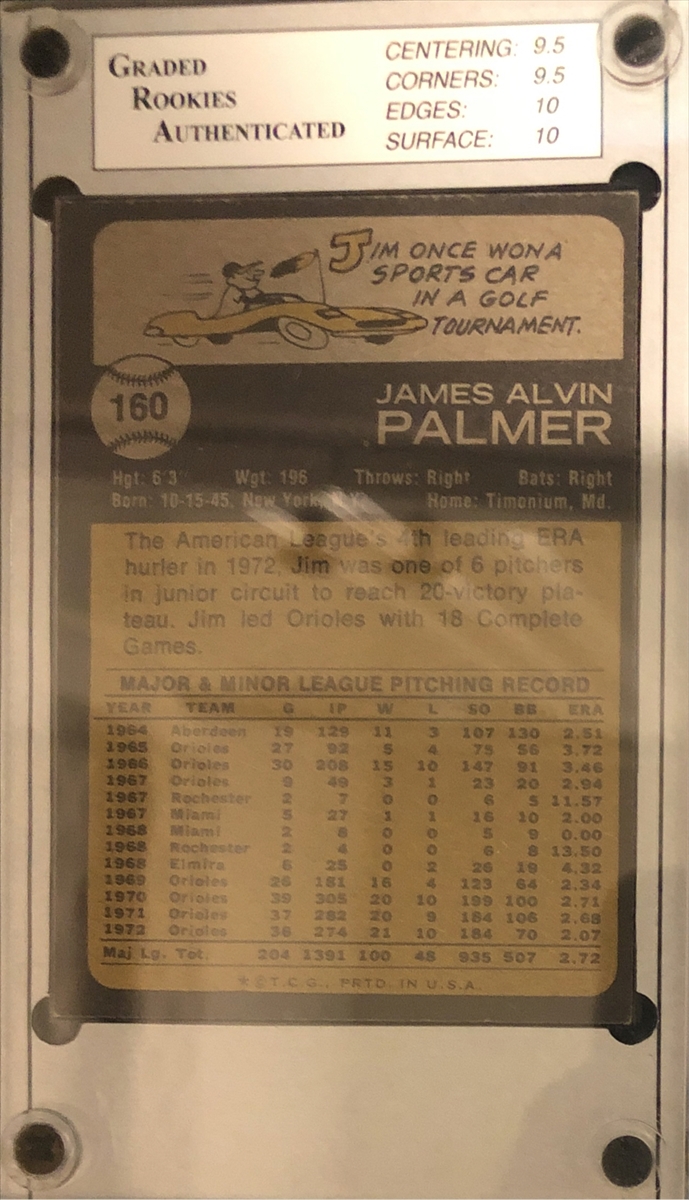 GRADED
ROOKIES
AUTHENTICATED
CENTERING: 9.5
CORNERS: 9.5
EDGES: 10
SURFACE: 10
JIM ONCE WON A
SPORTS CAR
IN A GOLF
TOURNAMENT.
160
JAMES ALVIN
PALMER
Hgt: 6'3" Wgt: 196 Throws: Right Bats: Right
Born: 10-15-45, New York, N.Y. Home: Timonium, Md.
The American League's 4th leading ERA
hurler in 1972, Jim was one of 6 pitchers
in junior circuit to reach 20-victory pla-
teau. Jim led Orioles with 18 Complete
Games.
MAJOR & MINOR LEAGUE PITCHING RECORD
YEAR TEAM G IP W L SO BB ERA
1964 Aberdeen 19 129 11 3 107 130 2.51
1965 Orioles 27 92 5 4 75 56 3.72
1966 Orioles 30 208 15 10 147 91 3.46
1967 Orioles 9 49 3 1 23 20 2.94
1967 Rochester 2 7 0 0 6 5 11.57
1967 Miami 5 27 1 1 16 10 2.00
1968 Miami 2 8 0 0 5 9 0.00
1968 Rochester 2 4 0 0 6 8 13.50
1968 Elmira 6 25 0 2 26 19 4.32
1969 Orioles 26 181 16 4 123 64 2.34
1970 Orioles 39 305 20 10 199 100 2.71
1971 Orioles 37 282 20 9 184 106 2.68
1972 Orioles 36 274 21 10 184 70 2.07
Maj Lg. Tot. 204 1391 100 48 935 507 2.72
* © T.C.G., PRTD. IN U.S.A.